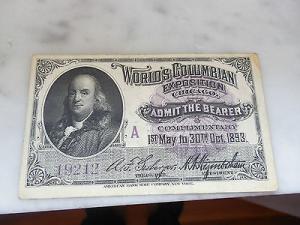 WORLD'S COLUMBIAN
EXPOSITION
CHICAGO.
ADMIT THE BEARER
A
COMPLIMENTARY
1ST May to 30TH Oct. 1893.
19212
AMERICAN BANK NOTE COMPANY, NEW YORK.